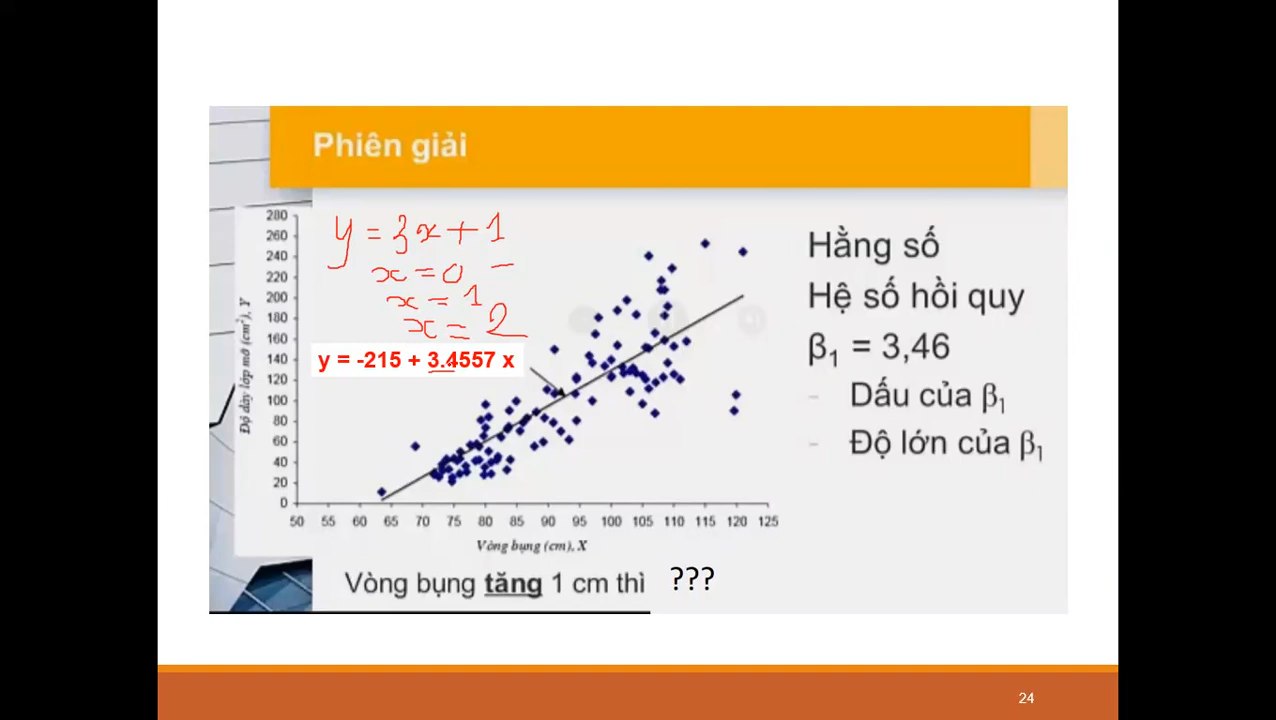 Phiên giải
280
260
240
220
200
180
160
140
120
100
80
60
40
20
0
Độ dày lớp mỡ (cm²), Y
y = 3x + 1
x = 0 –
x = 1
x = 2
y = -215 + 3.4557 x
50 55 60 65 70 75 80 85 90 95 100 105 110 115 120 125
Vòng bụng (cm), X
Hằng số
Hệ số hồi quy
β₁ = 3,46
- Dấu của β₁
- Độ lớn của β₁
Vòng bụng tăng 1 cm thì ???
24